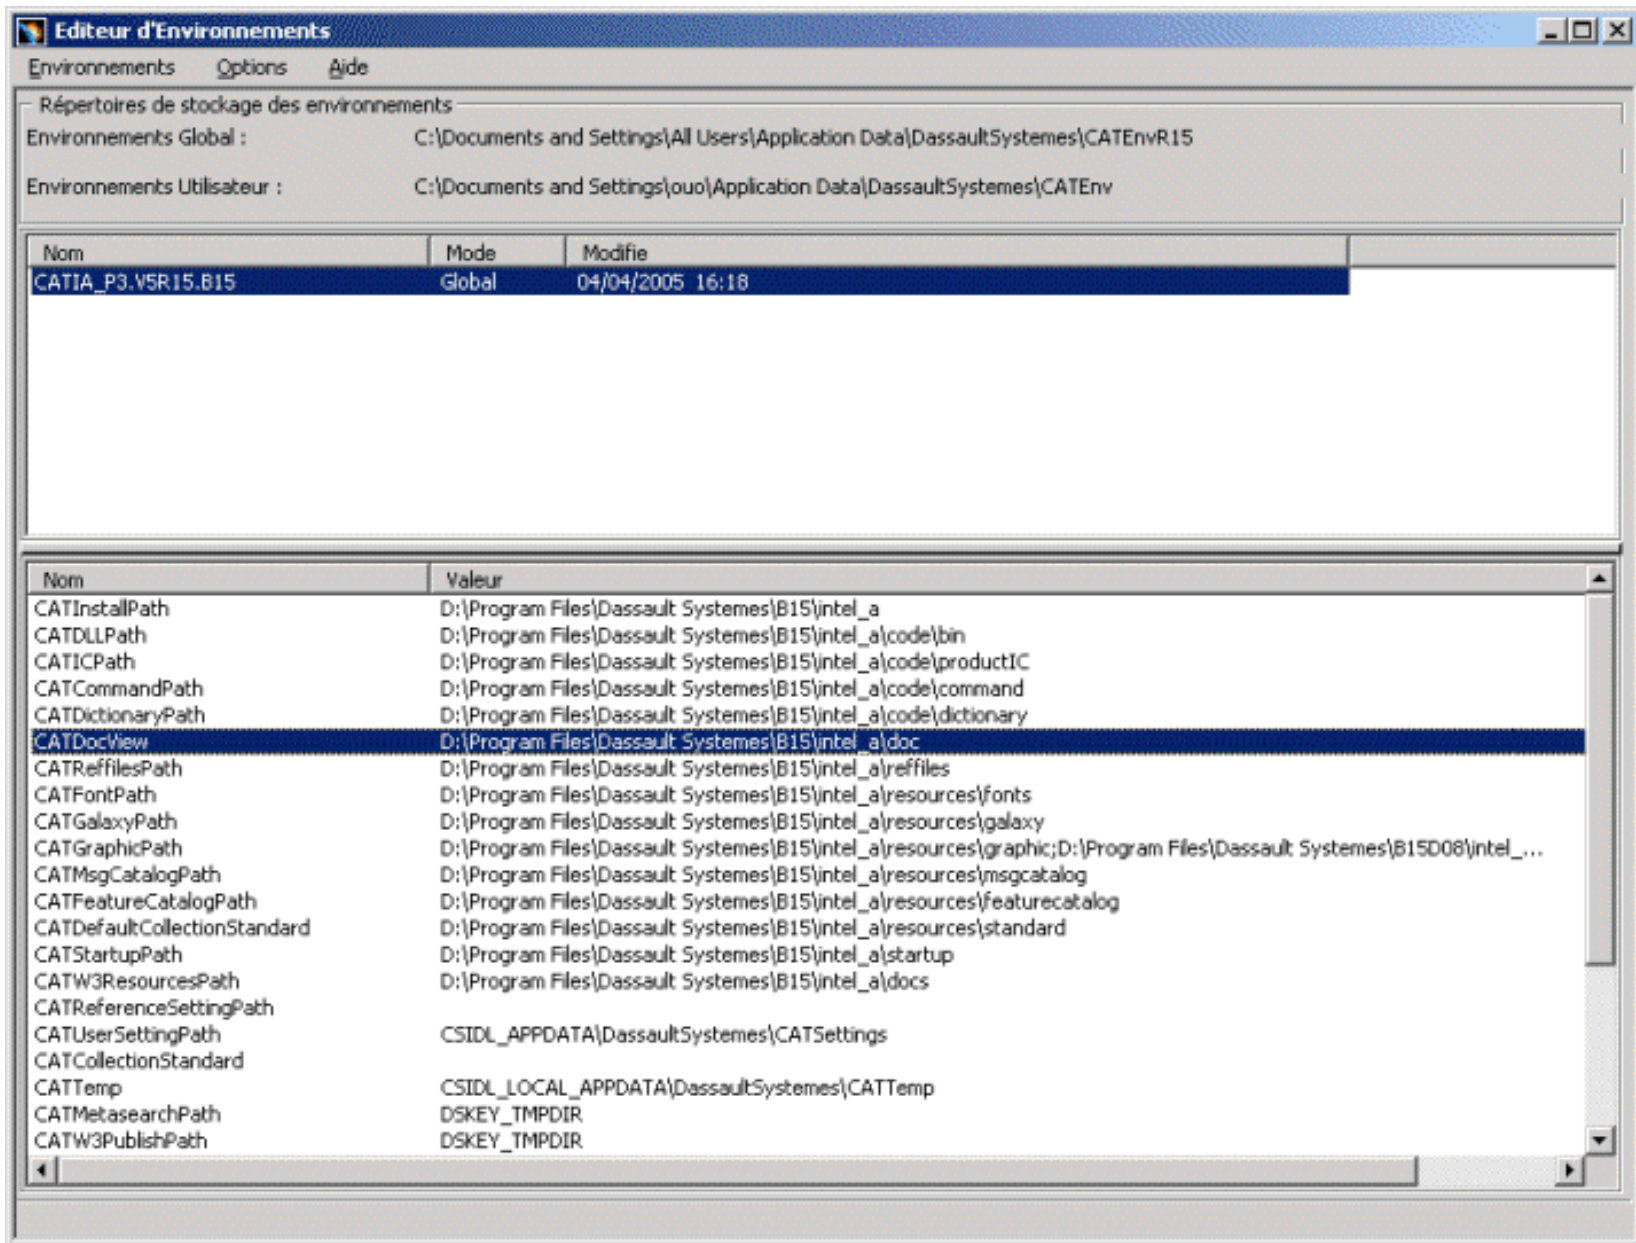 Editeur d'Environnements
Environnements Options Aide
Répertoires de stockage des environnements
Environnements Global : C:\Documents and Settings\All Users\Application Data\DassaultSystemes\CATEnvR15
Environnements Utilisateur : C:\Documents and Settings\ouo\Application Data\DassaultSystemes\CATEnv
Nom Mode Modifie
CATIA_P3.V5R15.B15 Global 04/04/2005 16:18
Nom Valeur
CATInstallPath D:\Program Files\Dassault Systemes\B15\intel_a
CATDLLPath D:\Program Files\Dassault Systemes\B15\intel_a\code\bin
CATICPath D:\Program Files\Dassault Systemes\B15\intel_a\code\productIC
CATCommandPath D:\Program Files\Dassault Systemes\B15\intel_a\code\command
CATDictionaryPath D:\Program Files\Dassault Systemes\B15\intel_a\code\dictionary
CATDocView D:\Program Files\Dassault Systemes\B15\intel_a\doc
CATReffilesPath D:\Program Files\Dassault Systemes\B15\intel_a\reffiles
CATFontPath D:\Program Files\Dassault Systemes\B15\intel_a\resources\fonts
CATGalaxyPath D:\Program Files\Dassault Systemes\B15\intel_a\resources\galaxy
CATGraphicPath D:\Program Files\Dassault Systemes\B15\intel_a\resources\graphic;D:\Program Files\Dassault Systemes\B15D08\intel_...
CATMsgCatalogPath D:\Program Files\Dassault Systemes\B15\intel_a\resources\msgcatalog
CATFeatureCatalogPath D:\Program Files\Dassault Systemes\B15\intel_a\resources\featurecatalog
CATDefaultCollectionStandard D:\Program Files\Dassault Systemes\B15\intel_a\resources\standard
CATStartupPath D:\Program Files\Dassault Systemes\B15\intel_a\startup
CATW3ResourcesPath D:\Program Files\Dassault Systemes\B15\intel_a\docs
CATReferenceSettingPath
CATUserSettingPath CSIDL_APPDATA\DassaultSystemes\CATSettings
CATCollectionStandard
CATTemp CSIDL_LOCAL_APPDATA\DassaultSystemes\CATTemp
CATMetasearchPath DSKEY_TMPDIR
CATW3PublishPath DSKEY_TMPDIR